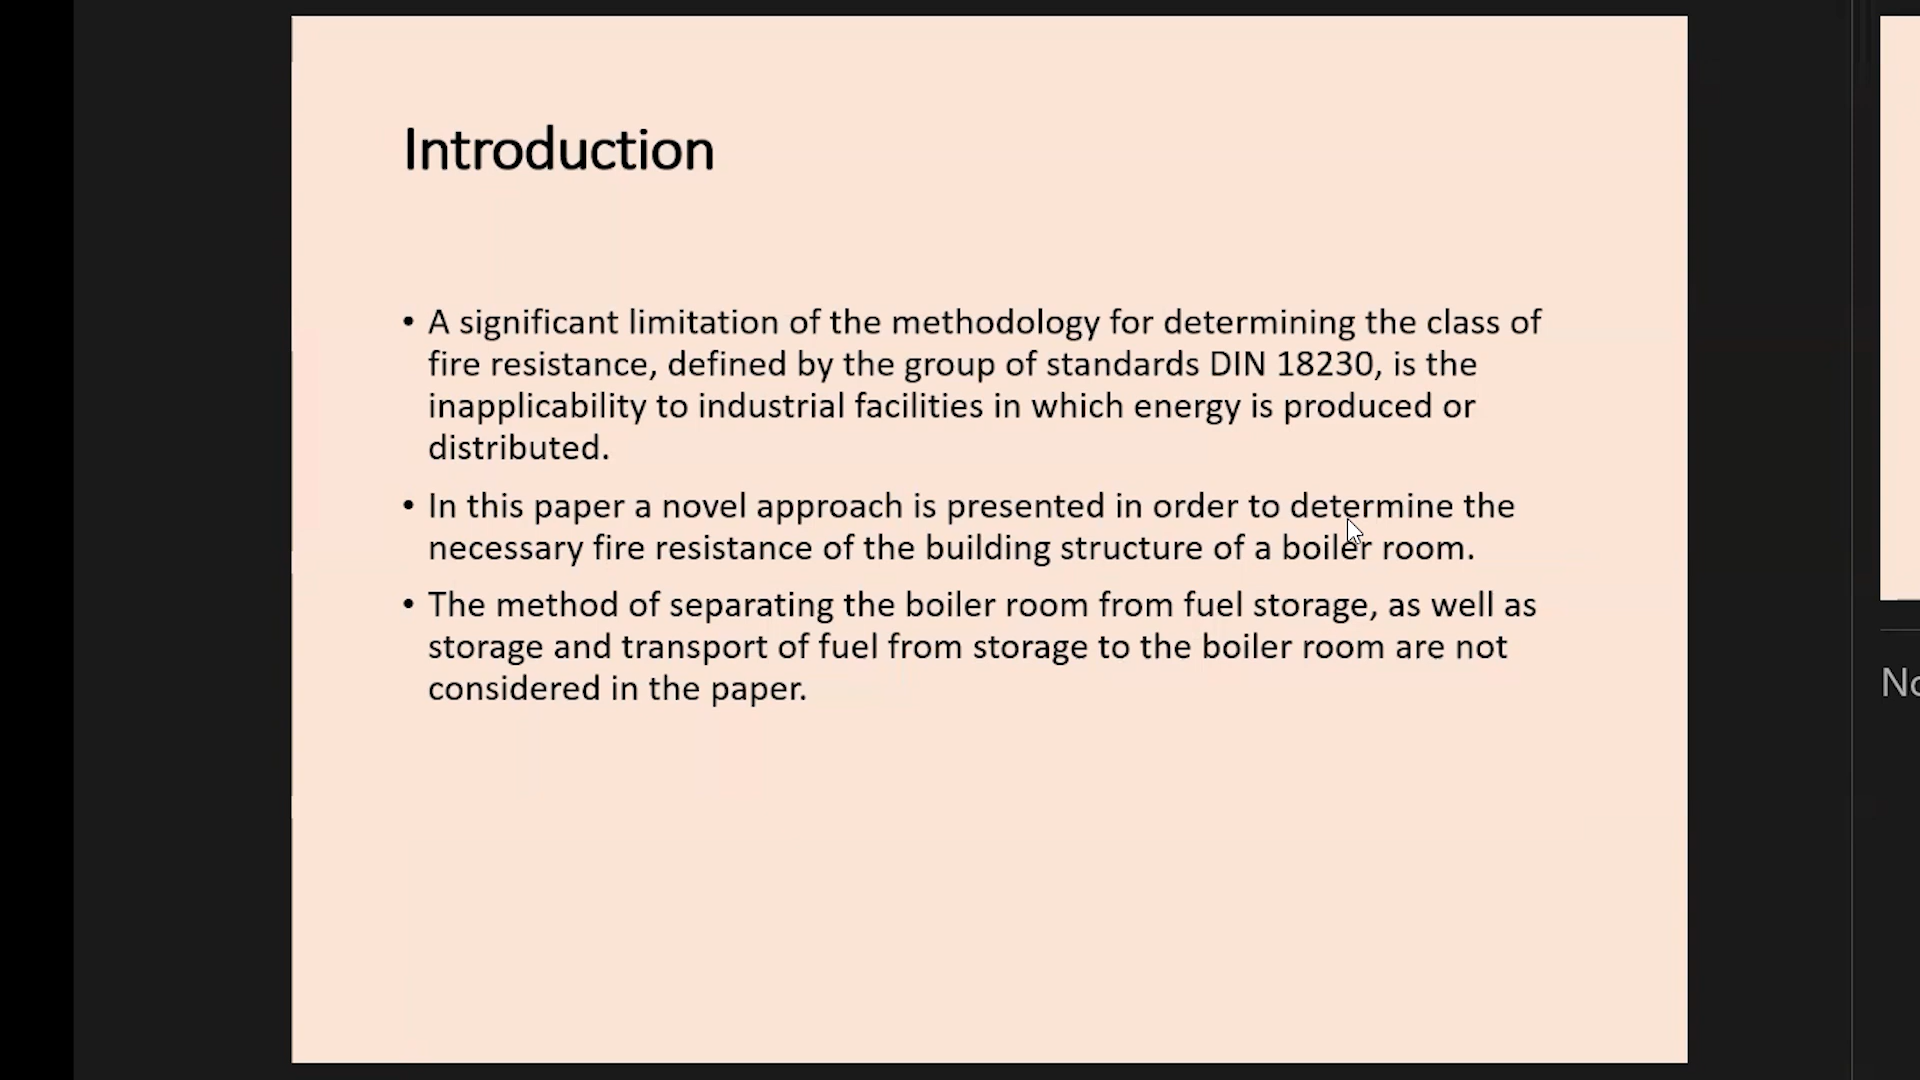 Introduction
• A significant limitation of the methodology for determining the class of
fire resistance, defined by the group of standards DIN 18230, is the
inapplicability to industrial facilities in which energy is produced or
distributed.
• In this paper a novel approach is presented in order to determine the
necessary fire resistance of the building structure of a boiler room.
• The method of separating the boiler room from fuel storage, as well as
storage and transport of fuel from storage to the boiler room are not
considered in the paper.